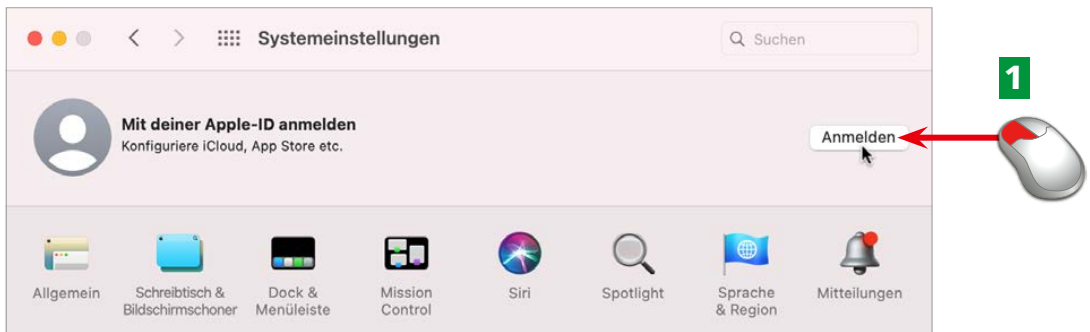 Systemeinstellungen
Suchen
1
Mit deiner Apple-ID anmelden
Konfiguriere iCloud, App Store etc.
Anmelden
Allgemein
Schreibtisch &
Bildschirmschoner
Dock &
Menüleiste
Mission
Control
Siri
Spotlight
Sprache
& Region
Mitteilungen